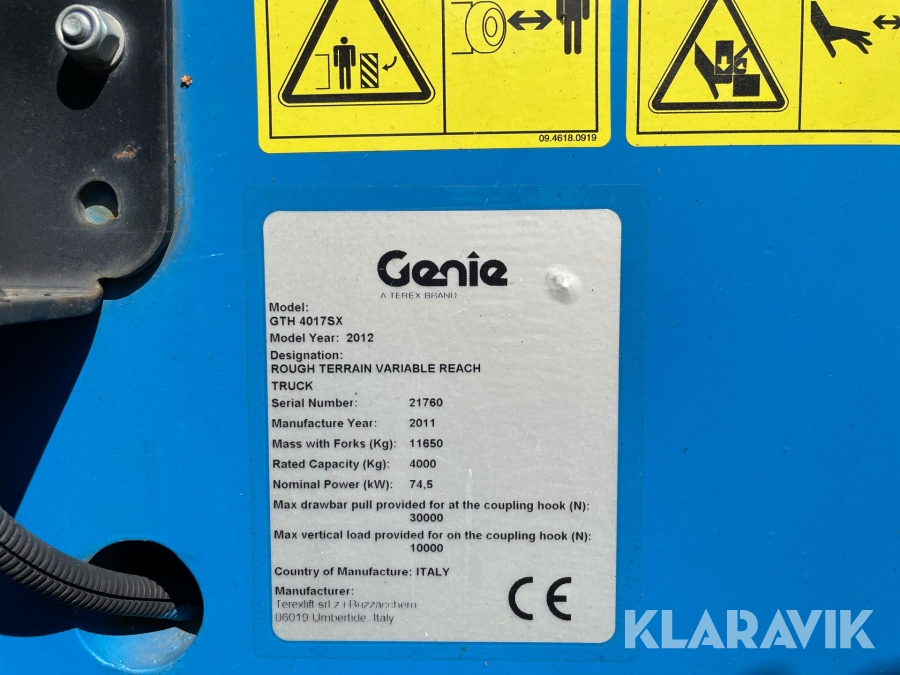 09.4618.0919
Genie
A TEREX BRAND
Model:
GTH 4017SX
Model Year: 2012
Designation:
ROUGH TERRAIN VARIABLE REACH
TRUCK
Serial Number: 21760
Manufacture Year: 2011
Mass with Forks (Kg): 11650
Rated Capacity (Kg) 4000
Nominal Power (kW): 74,5
Max drawbar pull provided for at the coupling hook (N):
30000
Max vertical load provided for on the coupling hook (N):
10000
Country of Manufacture: ITALY
Manufacturer:
Terexlift srl z.i Buzzacchero
06019 Umbertide, Italy
CE
KLARAVIK